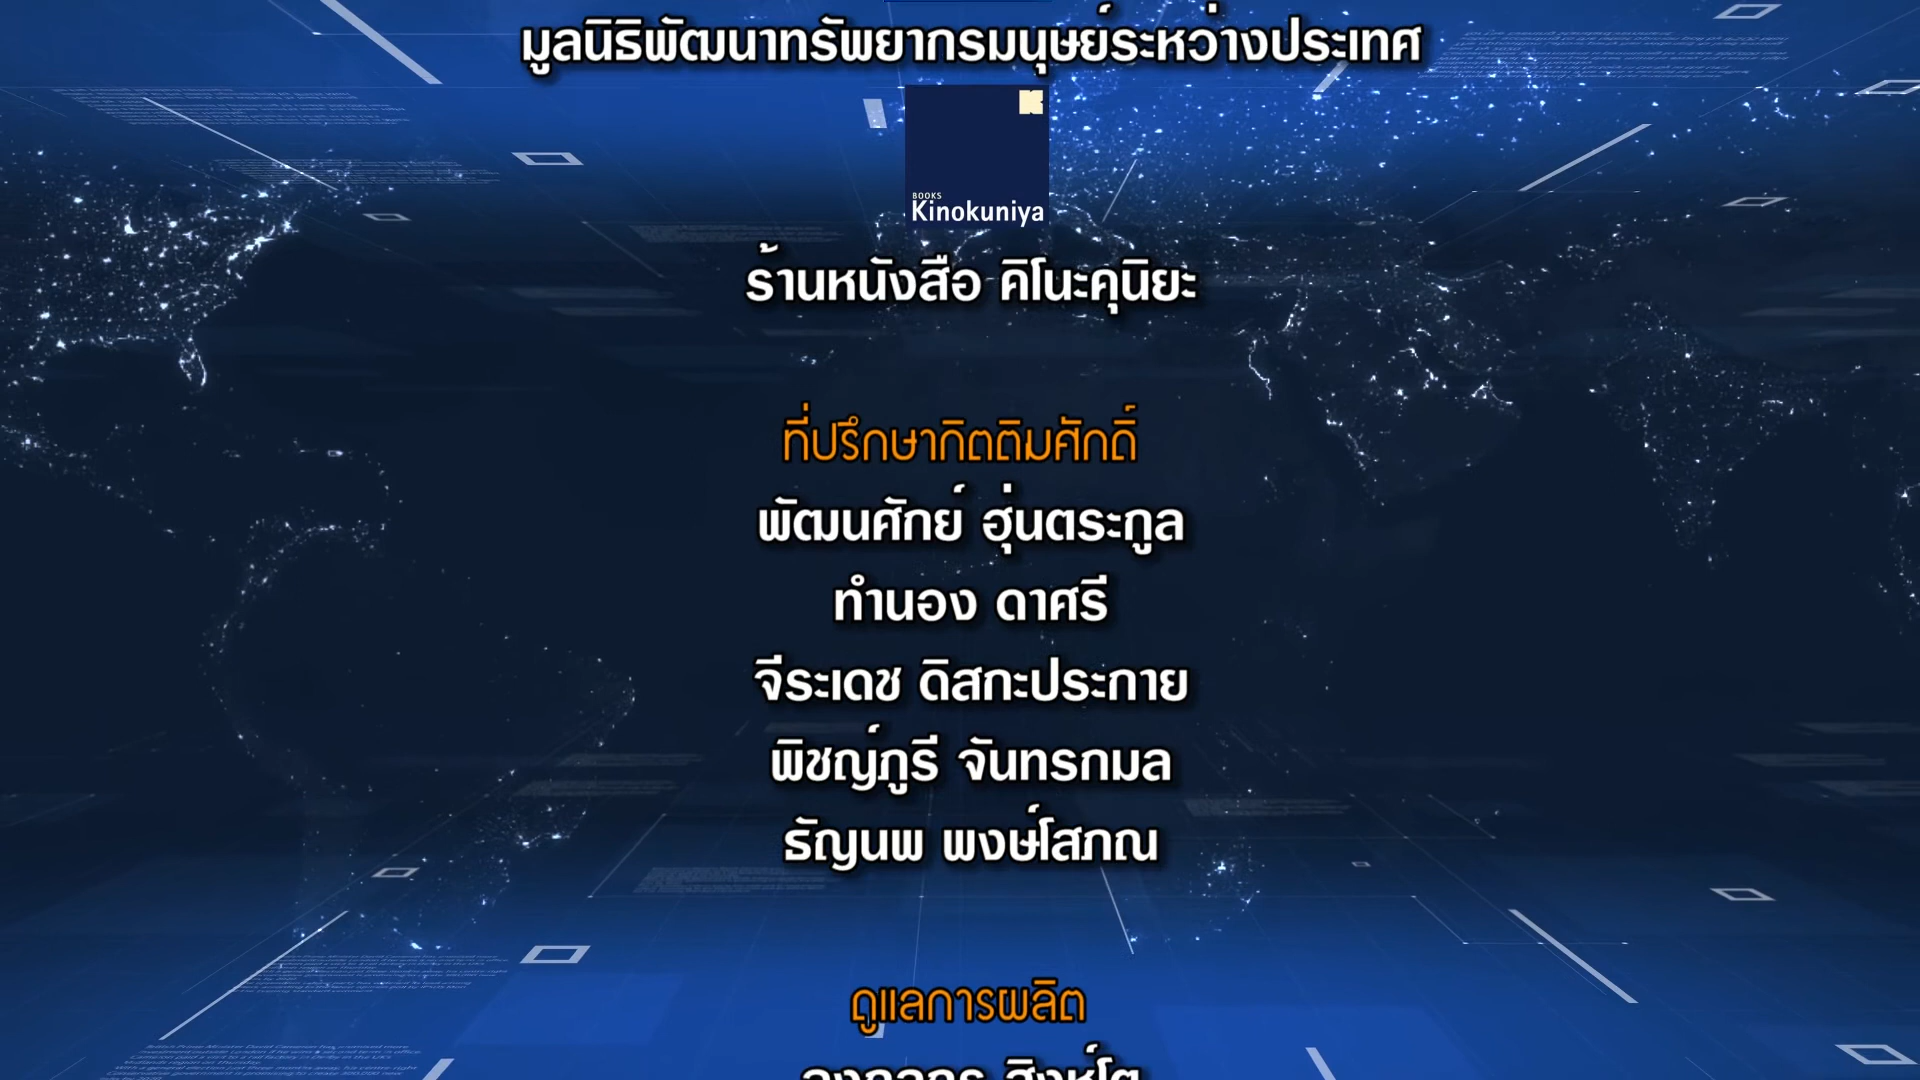 มูลนิธิพัฒนาทรัพยากรมนุษย์ระหว่างประเทศ
BOOKS
Kinokuniya
ร้านหนังสือ คิโนะคุนิยะ
ที่ปรึกษากิตติมศักดิ์
พัฒนศักย์ ฮุ่นตระกูล
ทำนอง ดาศรี
จีระเดช ดิสกะประกาย
พิชญ์ภูรี จันทรกมล
ธัญนพ พงษ์โสภณ
ดูแลการผลิต